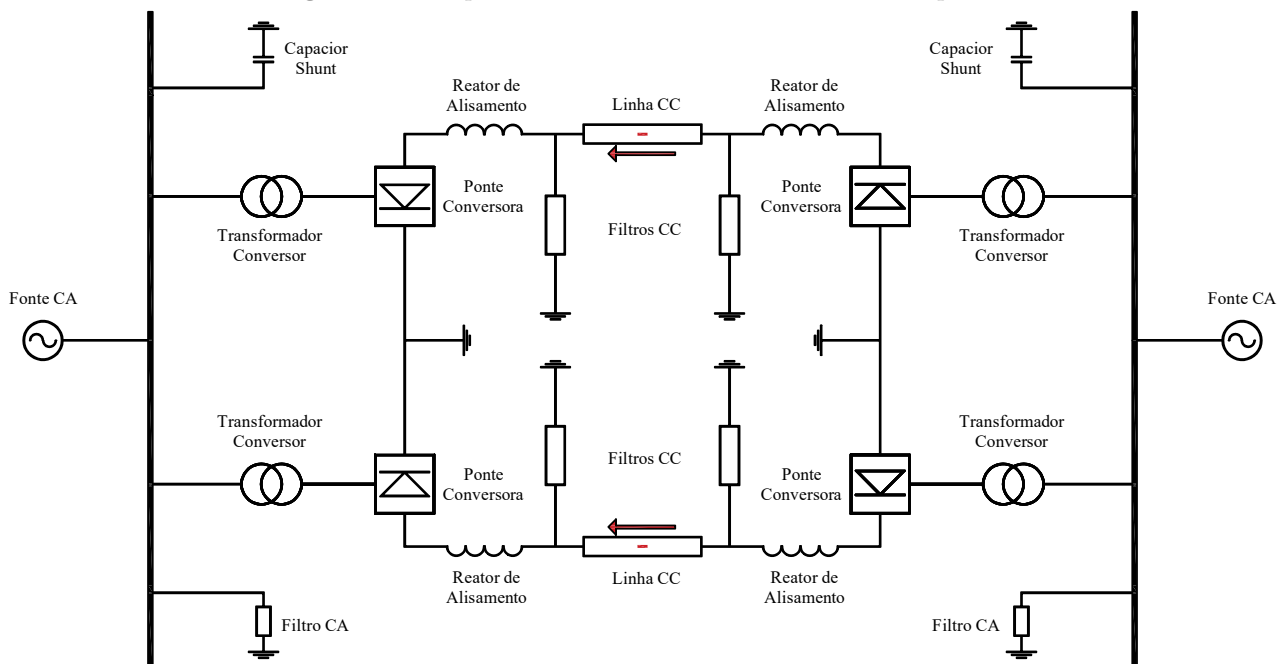 Capacior
Shunt
Capacior
Shunt
Reator de
Alisamento
Linha CC
Reator de
Alisamento
Ponte
Conversora
Filtros CC
Ponte
Conversora
Transformador
Conversor
Transformador
Conversor
Fonte CA
Fonte CA
Transformador
Conversor
Transformador
Conversor
Ponte
Conversora
Filtros CC
Ponte
Conversora
Reator de
Alisamento
Linha CC
Reator de
Alisamento
Filtro CA
Filtro CA